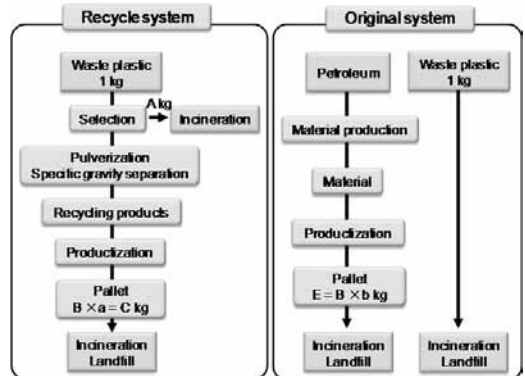 Recycle system
Waste plastic
1 kg
A kg
Selection
Incineration
Pulverization
Specific gravity separation
Recycling products
Productization
Pallet
B × a = C kg
Incineration
Landfill
Original system
Petroleum
Material production
Material
Productization
Pallet
E = B × b kg
Incineration
Landfill
Waste plastic
1 kg
Incineration
Landfill